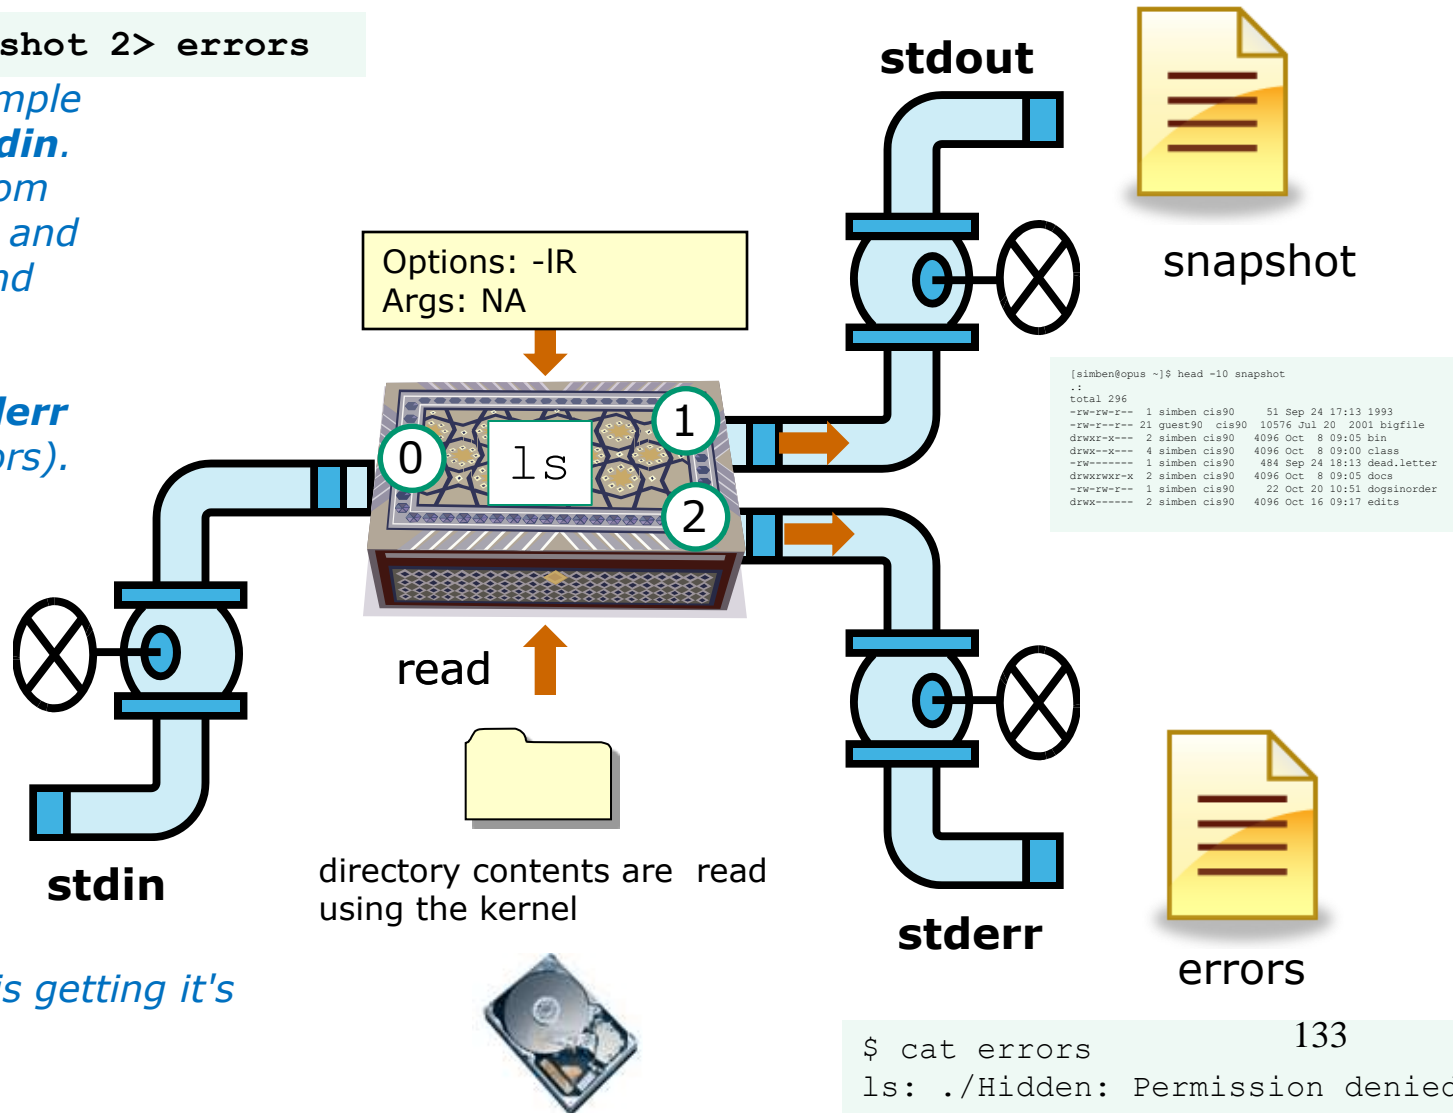 shot 2> errors
mple
din.
om
and
nd
derr
ors).
is getting it's
Options: -lR
Args: NA
0
ls
1
2
read
directory contents are read
using the kernel
stdin
stdout
snapshot
[simben@opus ~]$ head -10 snapshot
.:
total 296
-rw-rw-r-- 1 simben cis90 51 Sep 24 17:13 1993
-rw-r--r-- 21 guest90 cis90 10576 Jul 20 2001 bigfile
drwxr-x--- 2 simben cis90 4096 Oct 8 09:05 bin
drwx--x--- 4 simben cis90 4096 Oct 8 09:00 class
-rw------- 1 simben cis90 484 Sep 24 18:13 dead.letter
drwxrwxr-x 2 simben cis90 4096 Oct 8 09:05 docs
-rw-rw-r-- 1 simben cis90 22 Oct 20 10:51 dogsinorder
drwx------ 2 simben cis90 4096 Oct 16 09:17 edits
stderr
errors
$ cat errors
ls: ./Hidden: Permission denied
133